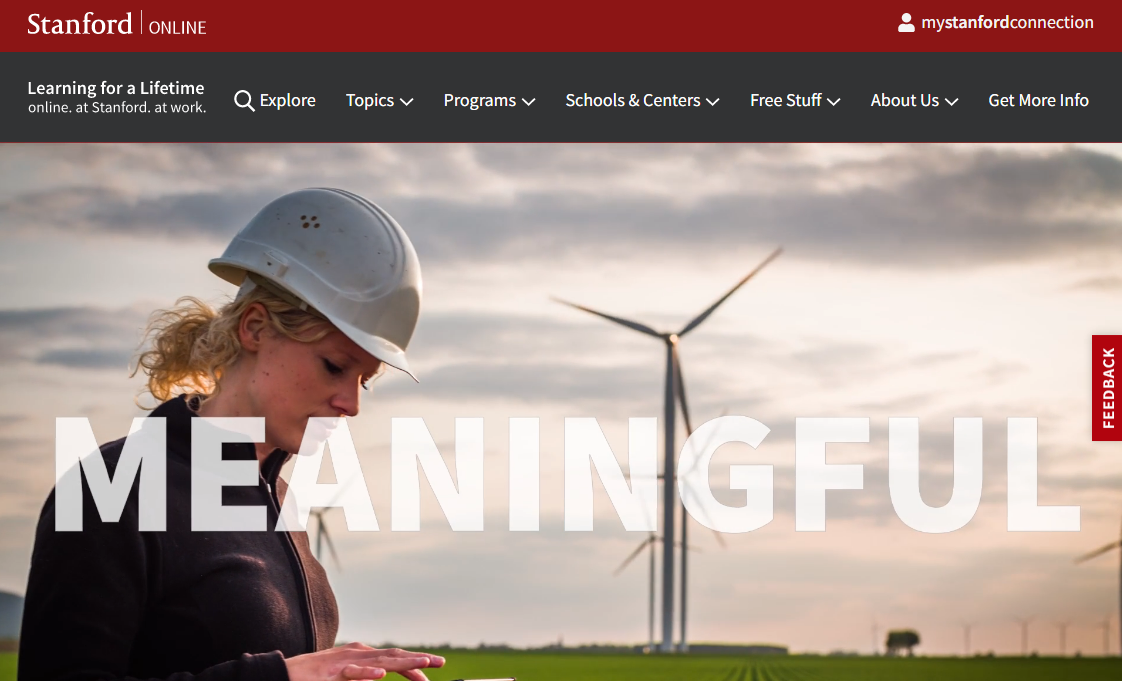 Stanford | ONLINE
mystanfordconnection
Learning for a Lifetime
online. at Stanford. at work.
Explore
Topics
Programs
Schools & Centers
Free Stuff
About Us
Get More Info
MEANINGFUL
FEEDBACK